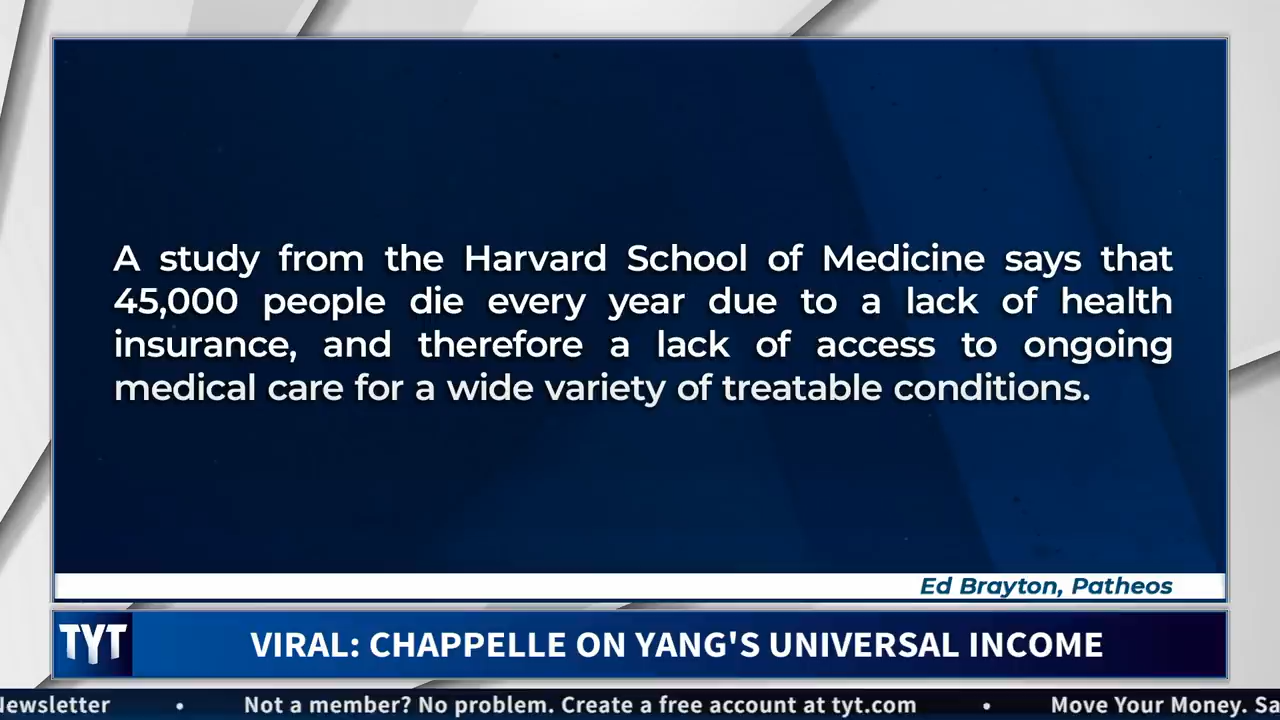 A study from the Harvard School of Medicine says that
45,000 people die every year due to a lack of health
insurance, and therefore a lack of access to ongoing
medical care for a wide variety of treatable conditions.
Ed Brayton, Patheos
TYT
VIRAL: CHAPPELLE ON YANG'S UNIVERSAL INCOME
Newsletter • Not a member? No problem. Create a free account at tyt.com • Move Your Money.